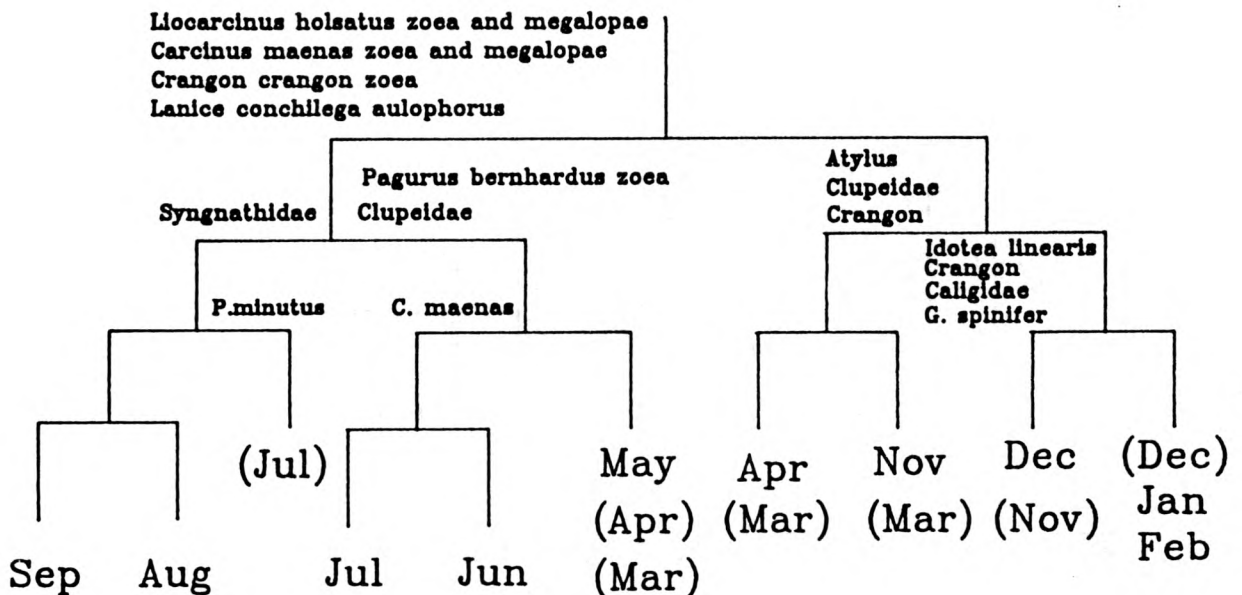 Liocarcinus holsatus zoea and megalopae
Carcinus maenas zoea and megalopae
Crangon crangon zoea
Lanice conchilega aulophorus
Pagurus bernhardus zoea
Syngnathidae
Clupeidae
Atylus
Clupeidae
Crangon
Idotea linearis
Crangon
Caligidae
G. spinifer
P.minutus
C. maenas
(Jul)
May
(Apr)
(Mar)
Apr
(Mar)
Nov
(Mar)
Dec
(Nov)
(Dec)
Jan
Feb
Sep
Aug
Jul
Jun